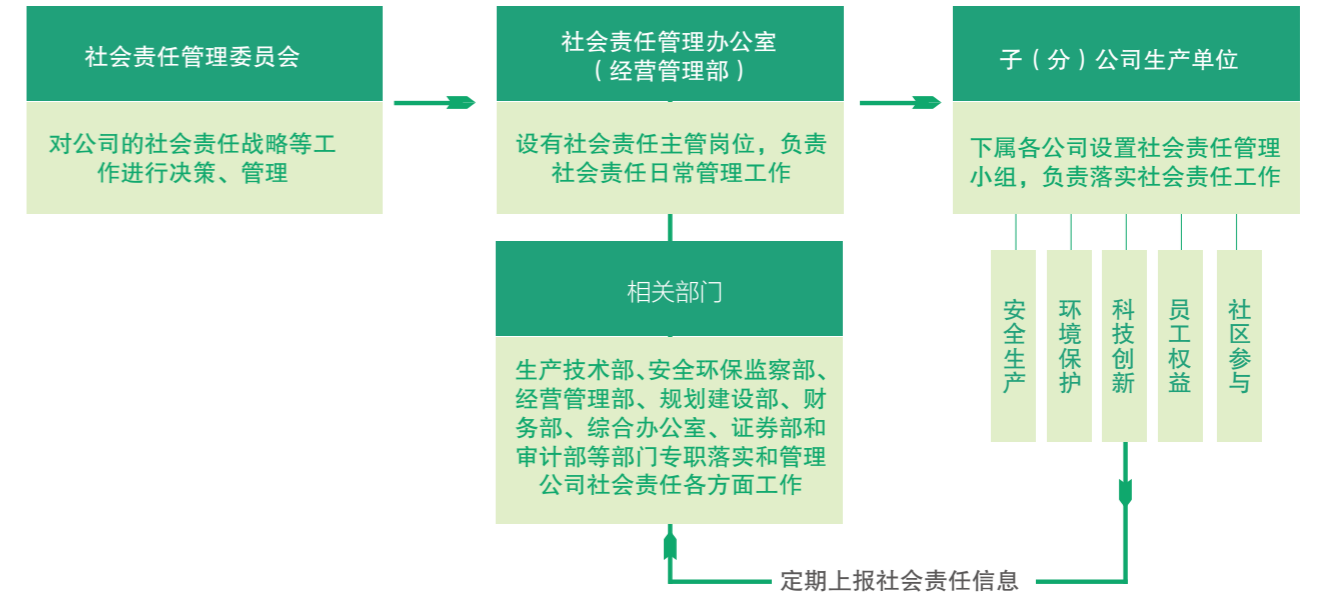 社会责任管理委员会
对公司的社会责任战略等工
作进行决策、管理
社会责任管理办公室
（经营管理部）
设有社会责任主管岗位，负责
社会责任日常管理工作
子（分）公司生产单位
下属各公司设置社会责任管理
小组，负责落实社会责任工作
相关部门
生产技术部、安全环保监察部、
经营管理部、规划建设部、财
务部、综合办公室、证券部和
审计部等部门专职落实和管理
公司社会责任各方面工作
安全生产
环境保护
科技创新
员工权益
社区参与
定期上报社会责任信息